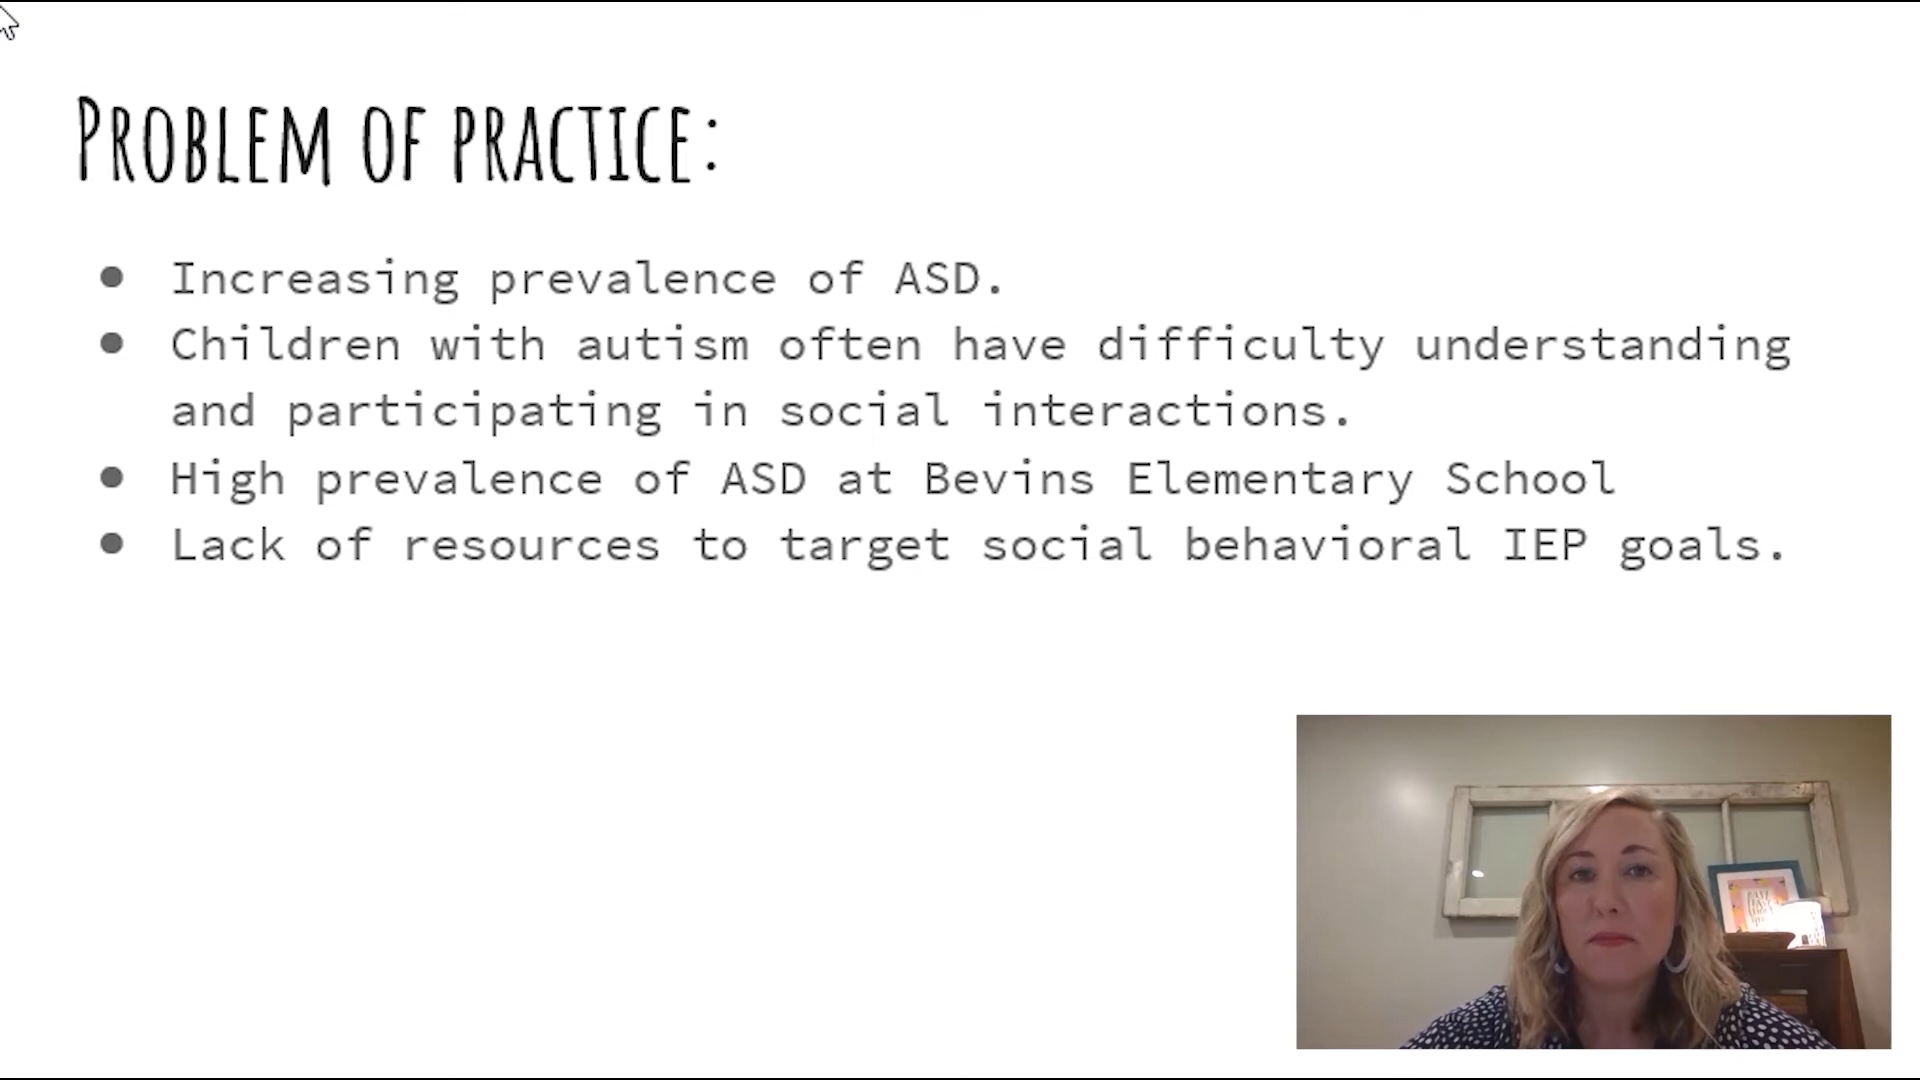 Problem of practice:
Increasing prevalence of ASD.
Children with autism often have difficulty understanding
and participating in social interactions.
High prevalence of ASD at Bevins Elementary School
Lack of resources to target social behavioral IEP goals.